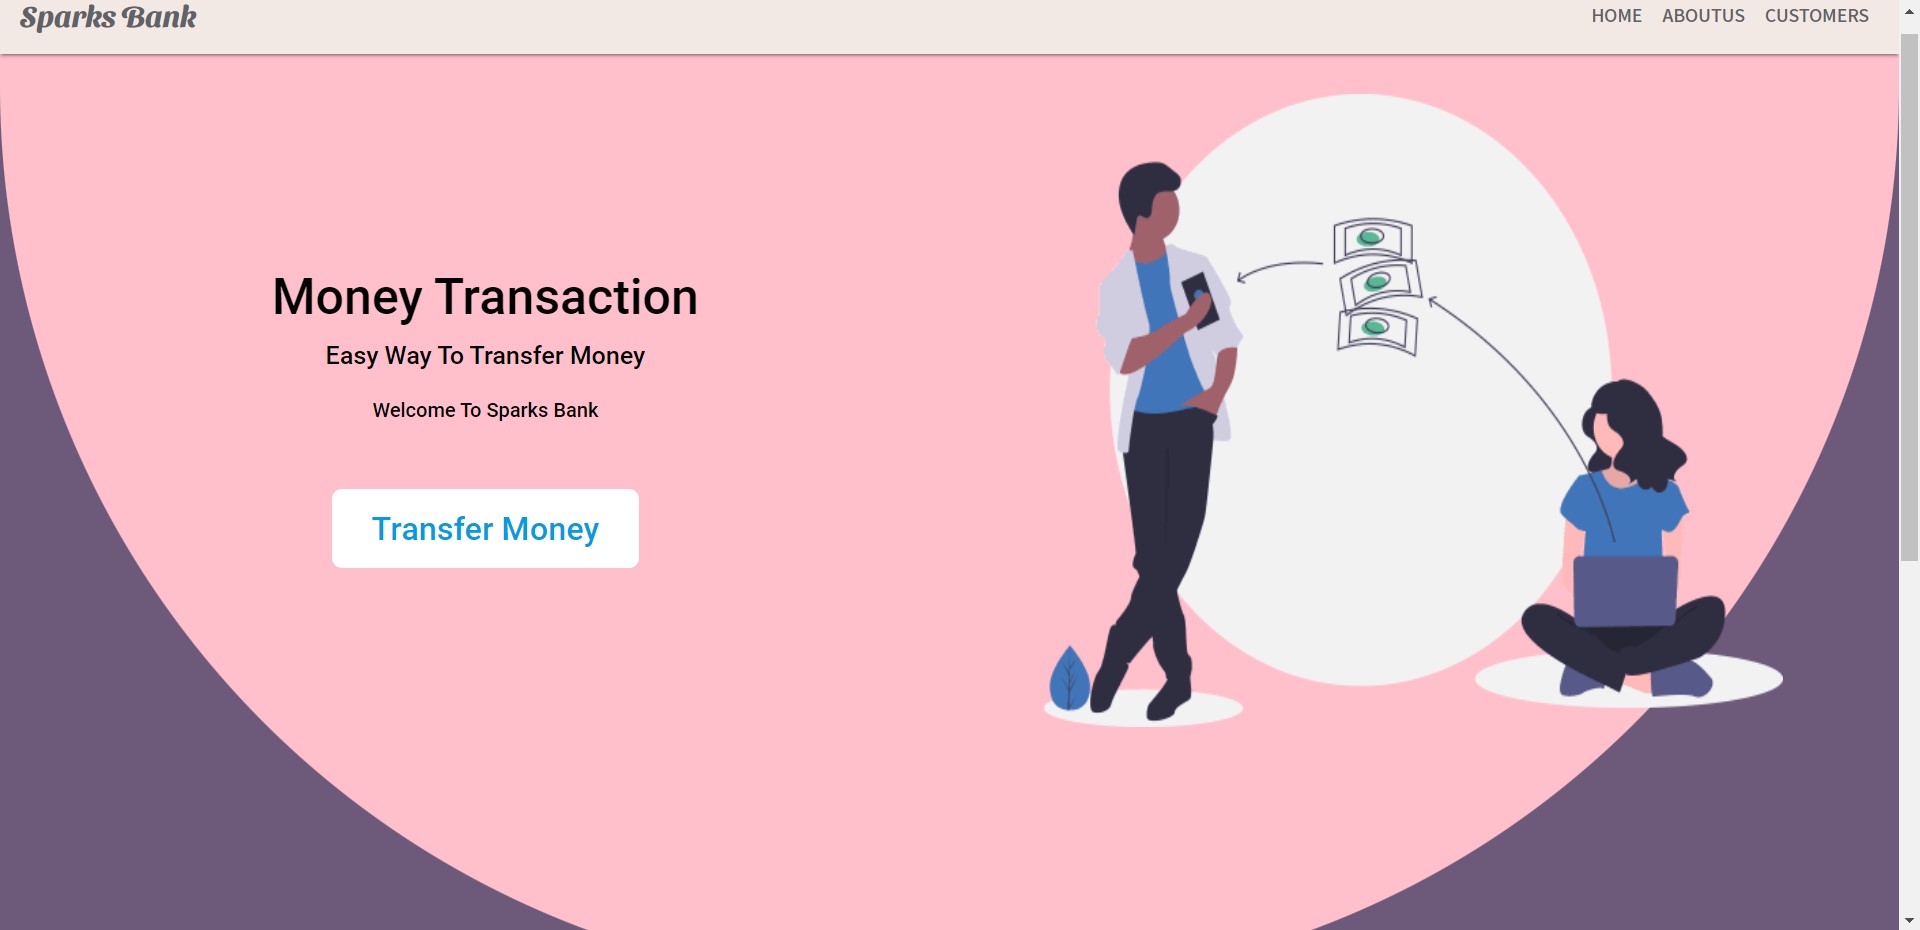 Sparks Bank
HOME ABOUTUS CUSTOMERS
Money Transaction
Easy Way To Transfer Money
Welcome To Sparks Bank
Transfer Money